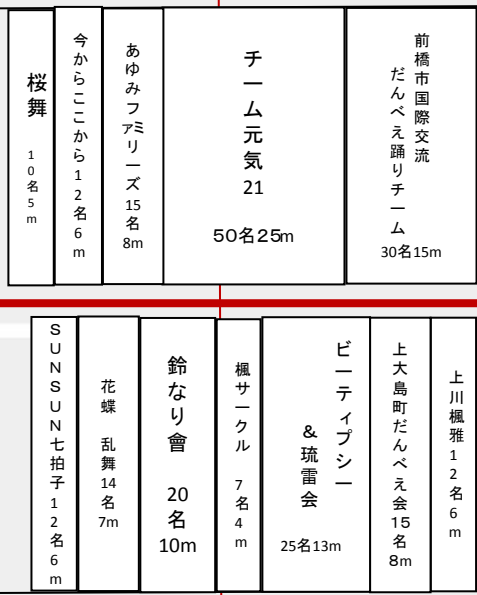 前橋市国際交流
だんべえ踊りチーム
30名15m
チーム元気21
50名25m
あゆみファミリーズ15名8m
今からここから12名6m
桜舞 10名5m
上川楓雅12名6m
上大島町だんべえ会15名8m
ビーティプシー
&琉雷会
25名13m
楓サークル 7名4m
鈴なり會 20名10m
花蝶 乱舞14名7m
SUNSUN七拍子12名6m